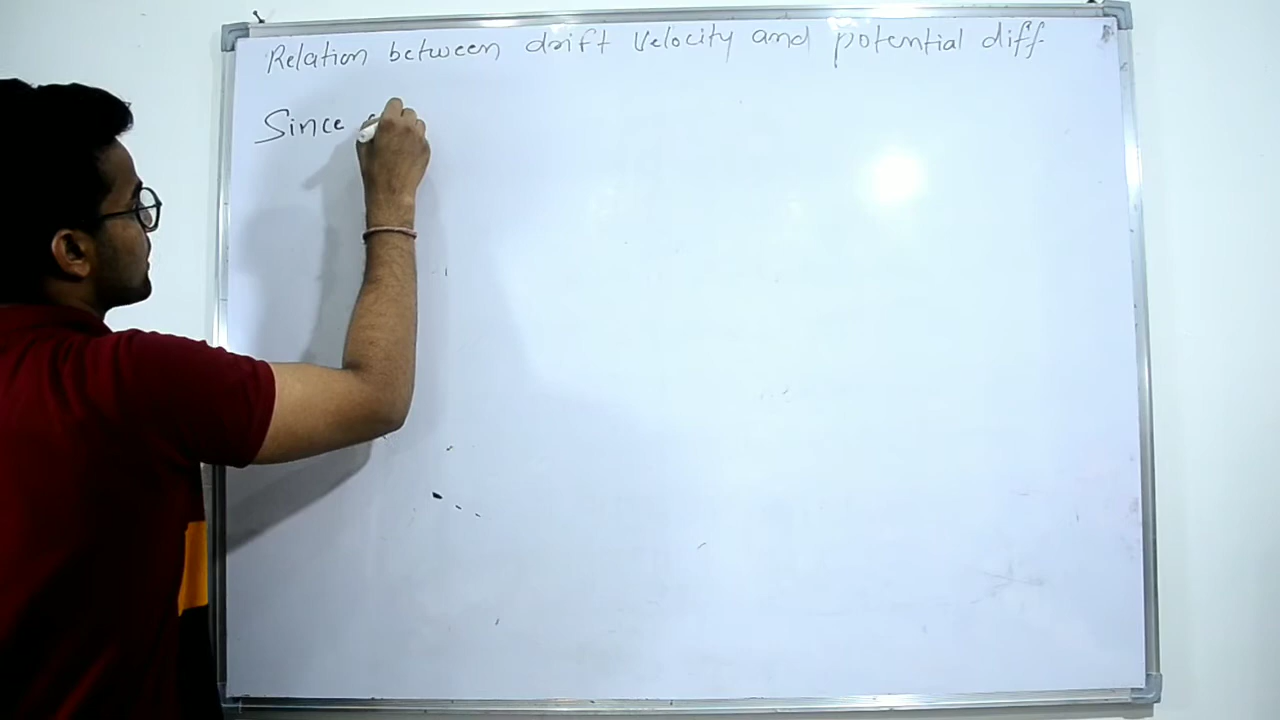 Relation between drift velocity and potential diff.
Since